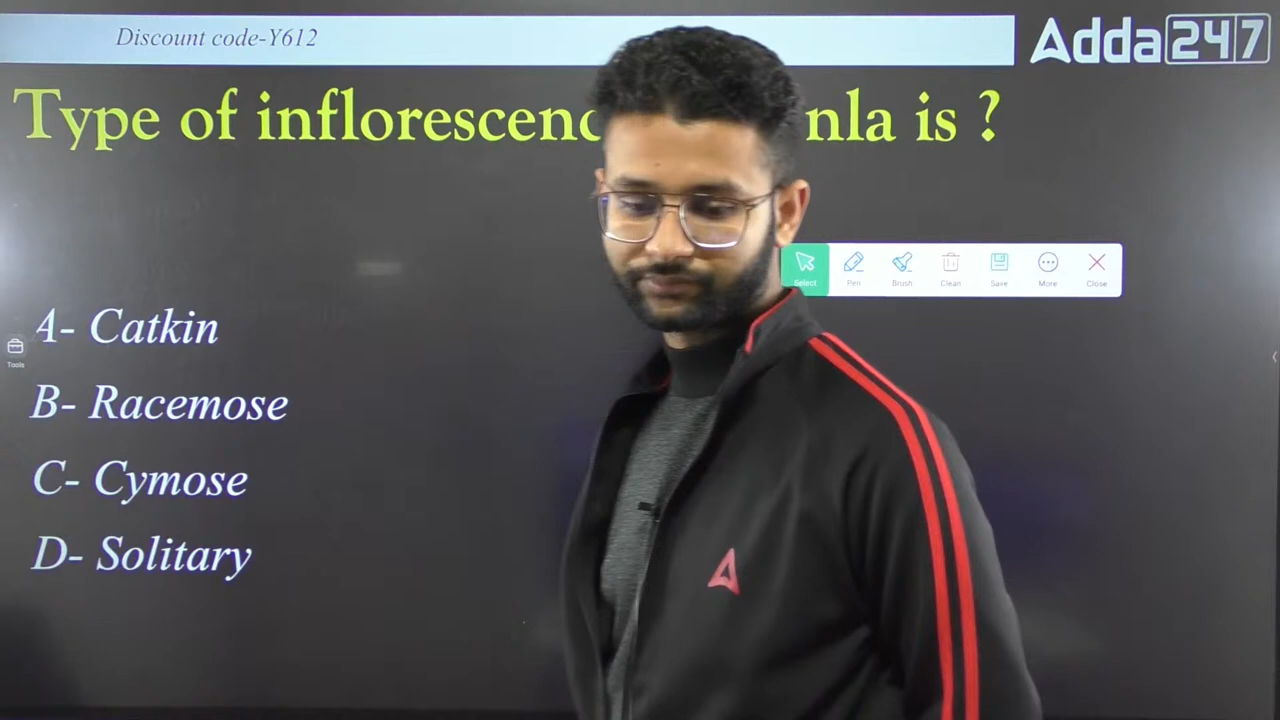 Discount code-Y612
Adda247
Type of inflorescenc nla is ?
Select Pen Brush Clean Save More Close
A- Catkin
Tools
B- Racemose
C- Cymose
D- Solitary